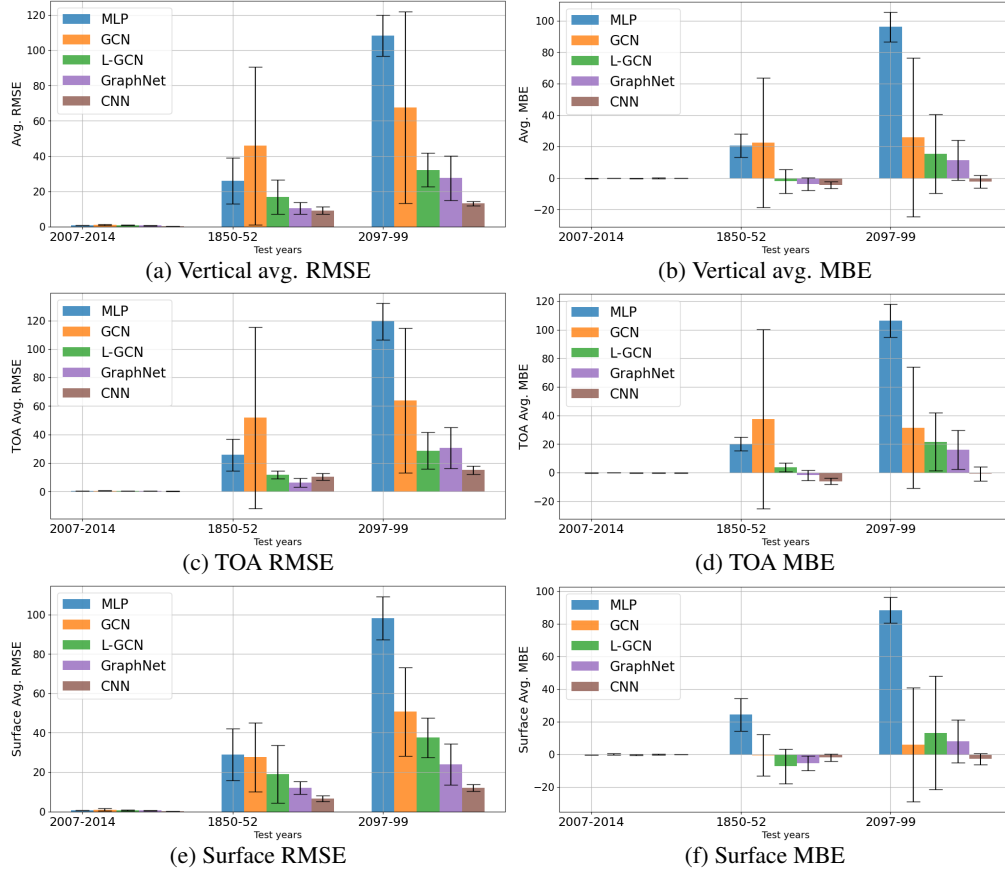 120
100
80
60
40
20
0
Avg. RMSE
MLP
GCN
L-GCN
GraphNet
CNN
2007-2014
1850-52
2097-99
Test years
(a) Vertical avg. RMSE
100
80
60
40
20
0
−20
Avg. MBE
MLP
GCN
L-GCN
GraphNet
CNN
2007-2014
1850-52
2097-99
Test years
(b) Vertical avg. MBE
120
100
80
60
40
20
0
TOA Avg. RMSE
MLP
GCN
L-GCN
GraphNet
CNN
2007-2014
1850-52
2097-99
Test years
(c) TOA RMSE
120
100
80
60
40
20
0
−20
TOA Avg. MBE
MLP
GCN
L-GCN
GraphNet
CNN
2007-2014
1850-52
2097-99
Test years
(d) TOA MBE
100
80
60
40
20
0
Surface Avg. RMSE
MLP
GCN
L-GCN
GraphNet
CNN
2007-2014
1850-52
2097-99
Test years
(e) Surface RMSE
100
80
60
40
20
0
−20
Surface Avg. MBE
MLP
GCN
L-GCN
GraphNet
CNN
2007-2014
1850-52
2097-99
Test years
(f) Surface MBE